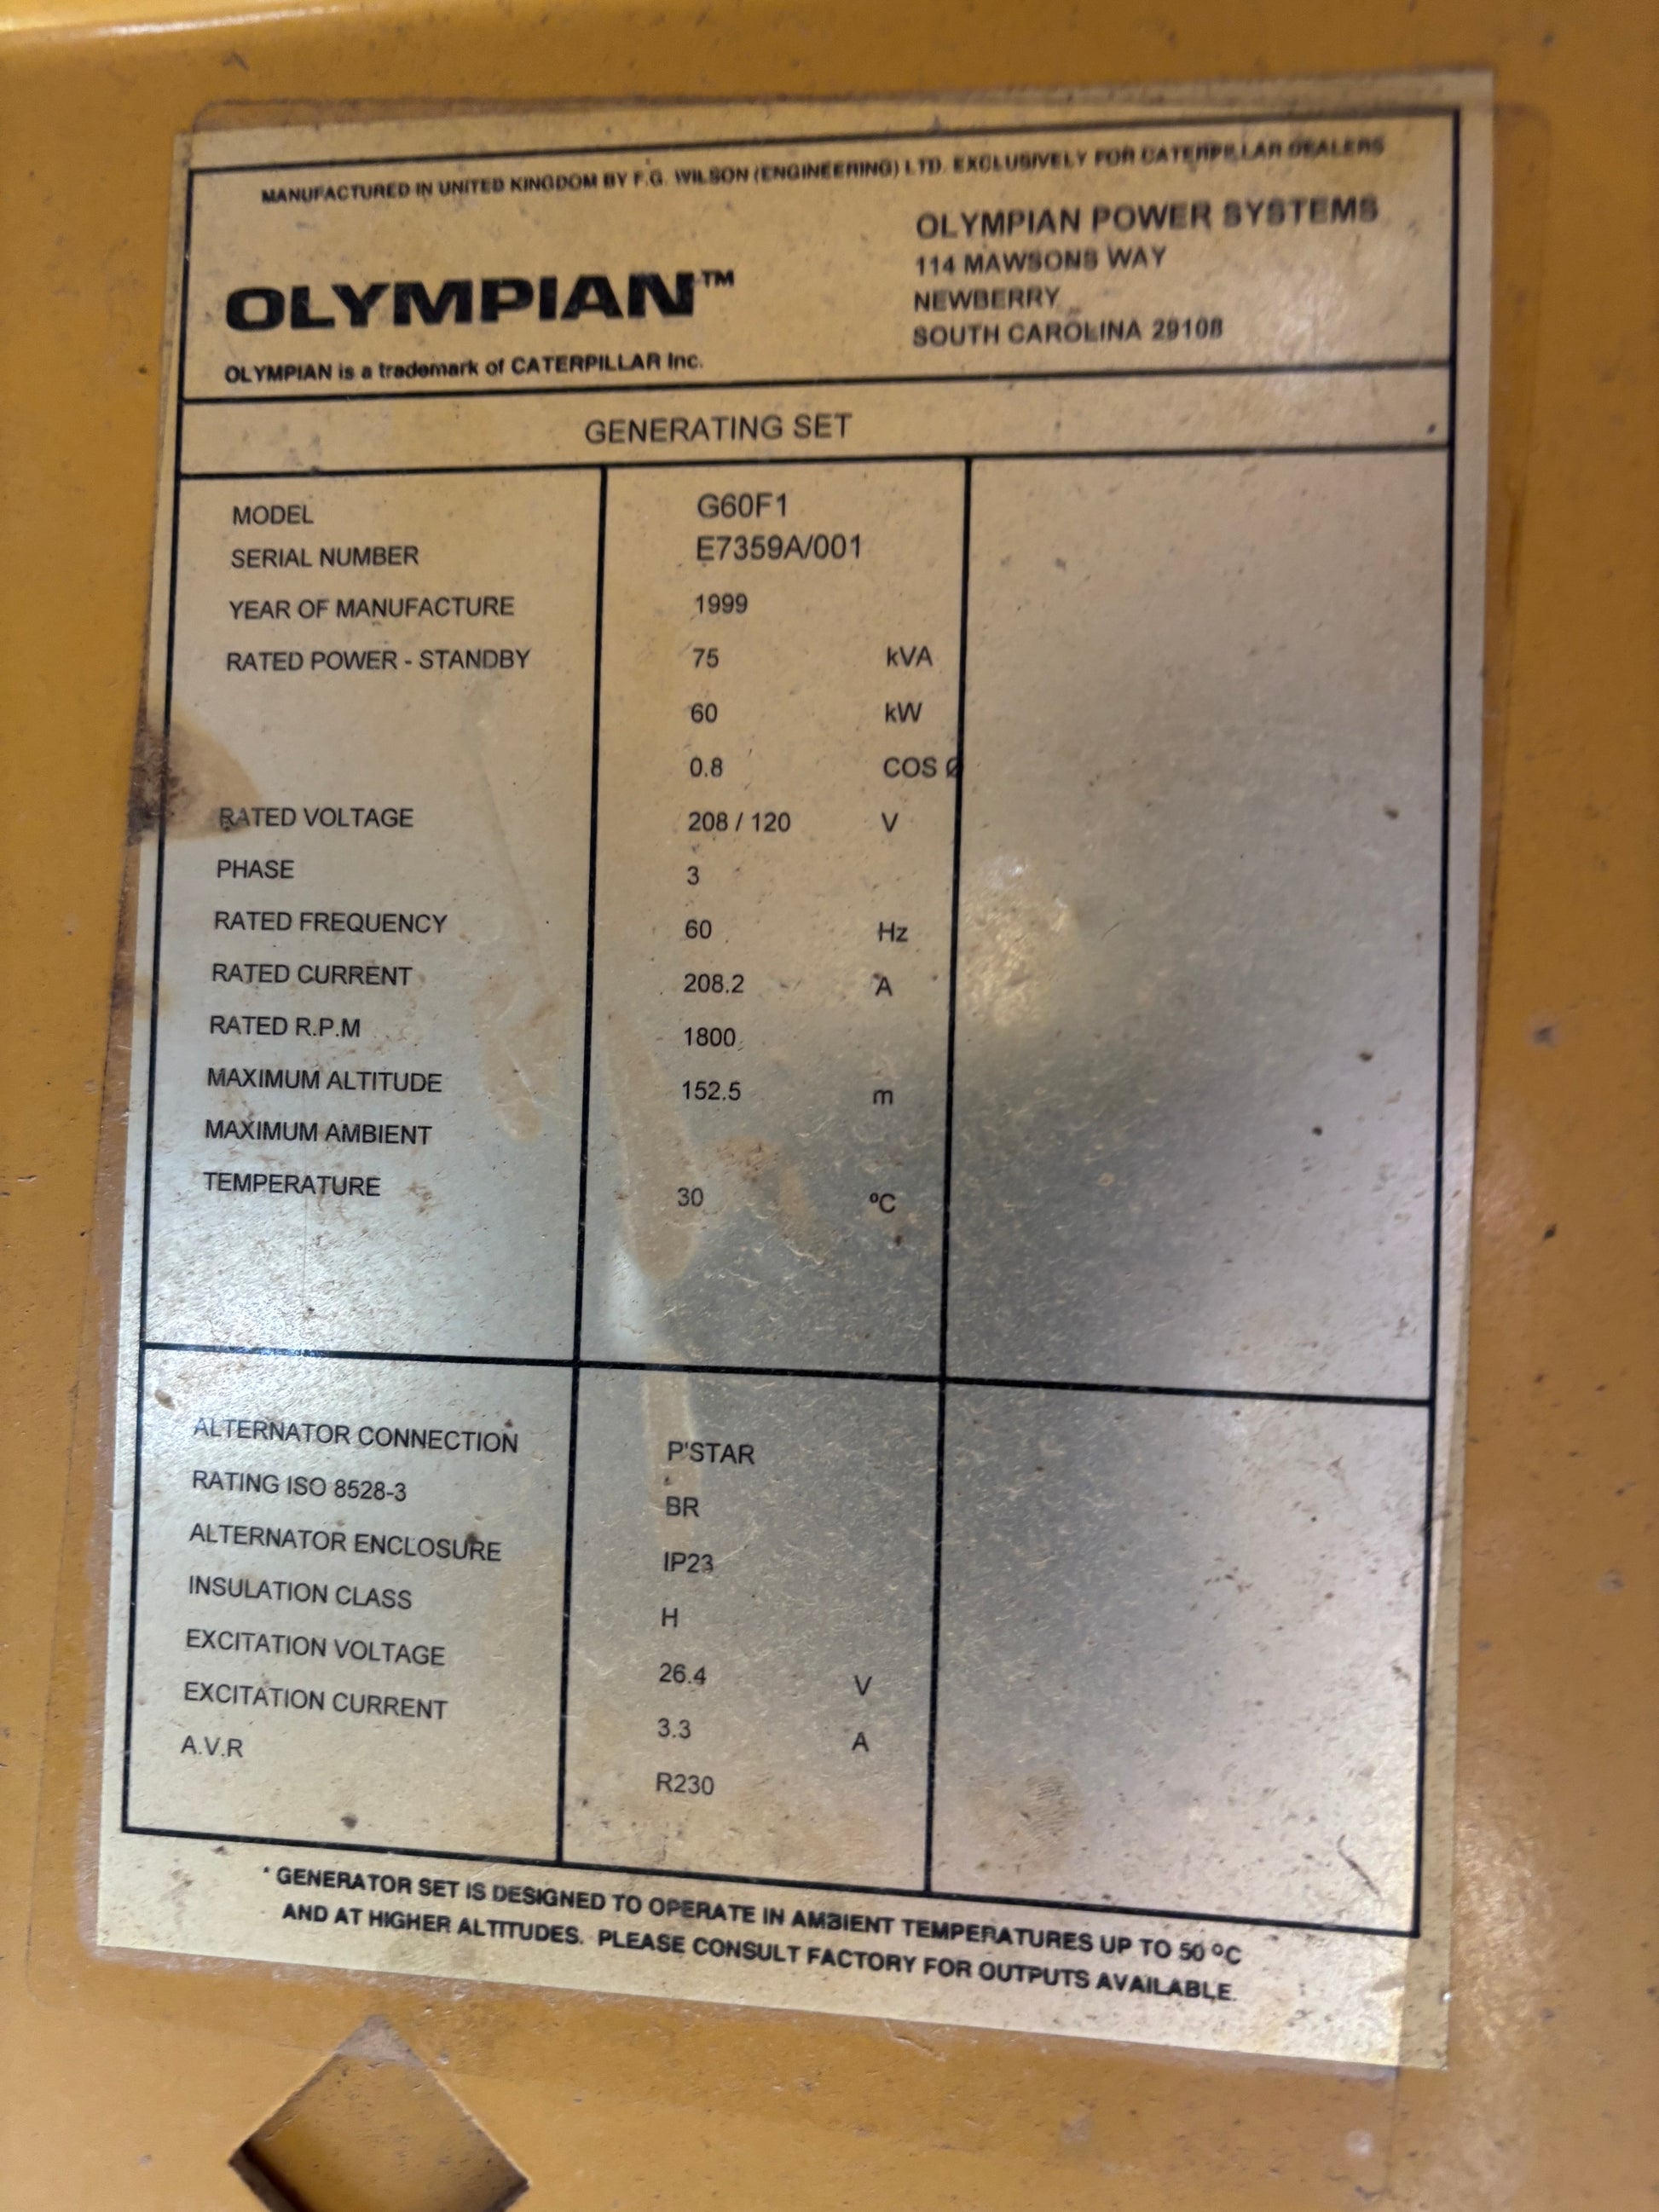 MANUFACTURED IN UNITED KINGDOM BY F.G. WILSON (ENGINEERING) LTD. EXCLUSIVELY FOR CATERPILLAR DEALERS
OLYMPIAN™
OLYMPIAN is a trademark of CATERPILLAR Inc.
OLYMPIAN POWER SYSTEMS
114 MAWSONS WAY
NEWBERRY
SOUTH CAROLINA 29108
GENERATING SET
MODEL G60F1
SERIAL NUMBER E7359A/001
YEAR OF MANUFACTURE 1999
RATED POWER - STANDBY 75 kVA
60 kW
0.8 COS Ø
RATED VOLTAGE 208 / 120 V
PHASE 3
RATED FREQUENCY 60 Hz
RATED CURRENT 208.2 A
RATED R.P.M 1800
MAXIMUM ALTITUDE 152.5 m
MAXIMUM AMBIENT
TEMPERATURE 30 ºC
ALTERNATOR CONNECTION P'STAR
RATING ISO 8528-3 BR
ALTERNATOR ENCLOSURE IP23
INSULATION CLASS H
EXCITATION VOLTAGE 26.4 V
EXCITATION CURRENT 3.3 A
A.V.R R230
* GENERATOR SET IS DESIGNED TO OPERATE IN AMBIENT TEMPERATURES UP TO 50 ºC
AND AT HIGHER ALTITUDES. PLEASE CONSULT FACTORY FOR OUTPUTS AVAILABLE.